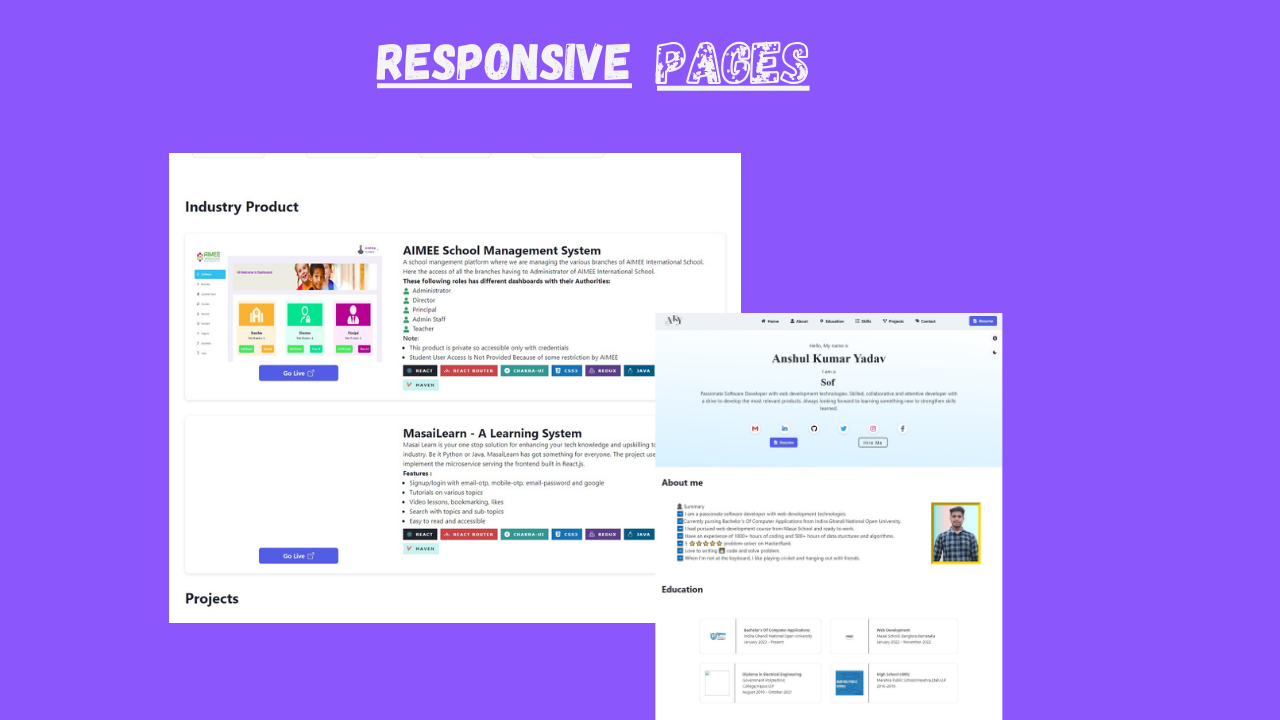 RESPONSIVE PAGES
Industry Product
AIMEE
AIMEE School Management System
A school mangement platform where we are managing the various branches of AIMEE International School.
Here the access of all the branches having to Administrator of AIMEE International School.
These following roles has different dashboards with their Authorities:
Administrator
Director
Principal
Admin Staff
Teacher
Note:
This product is private so accessible only with credentials
Student User Access Is Not Provided Because of some restriction by AIMEE
REACT
REACT ROUTER
CHAKRA-UI
CSS3
REDUX
JAVA
MAVEN
Go Live
MasaiLearn - A Learning System
Masai Learn is your one stop solution for enhancing your tech knowledge and upskilling to
industry. Be it Python or Java, MasaiLearn has got something for everyone. The project use
implement the microservice serving the frontend built in React.js.
Features :
Signup/login with email-otp, mobile-otp, email-password and google
Tutorials on various topics
Video lessons, bookmarking, likes
Search with topics and sub-topics
Easy to read and accessible
REACT
REACT ROUTER
CHAKRA-UI
CSS3
REDUX
JAVA
MAVEN
Go Live
Projects
AKY
Home
About
Education
Skills
Projects
Contact
Resume
Hello, My name is
Anshul Kumar Yadav
I am a
Sof
Passionate Software Developer with web development technologies. Skilled, collaborative and attentive developer with
a drive to develop the most relevant products. Always looking forward to learning something new to strengthen skills
learned.
Resume
Hire Me
About me
Summary
I am a passionate software developer with web development technologies.
Currently pursing Bachelor's Of Computer Applications from Indira Ghandi National Open University.
I had pursued web development course from Masai School and ready to work.
Have an experience of 1000+ hours of coding and 500+ hours of data stuctures and algorithms.
5 problem solver on HackerRank
Love to writing code and solve problem.
When I'm not at the keyboard, I like playing cricket and hanging out with friends.
Education
Bachelor's Of Computer Applications
Indira Ghandi National Open University
January 2023 - Present
Web Development
Masai School, Banglore,Karnataka
January 2022 - November 2022
Diploma in Electrical Engineering
Government Polytechnic
College,Hapur,U.P
August 2018 - October 2021